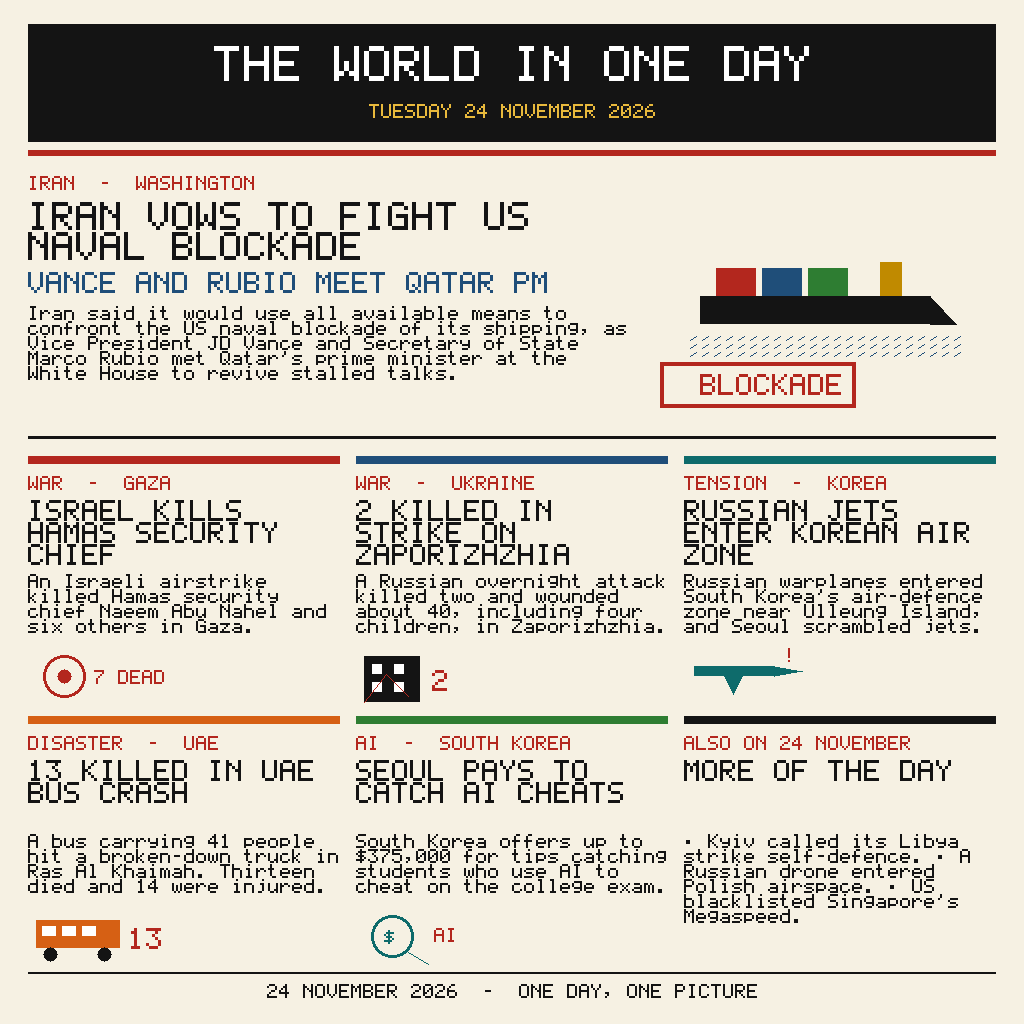 THE WORLD IN ONE DAY
TUESDAY 24 NOVEMBER 2026
IRAN - WASHINGTON
IRAN VOWS TO FIGHT US
NAVAL BLOCKADE
VANCE AND RUBIO MEET QATAR PM
Iran said it would use all available means to
confront the US naval blockade of its shipping, as
Vice President JD Vance and Secretary of State
Marco Rubio met Qatar's prime minister at the
White House to revive stalled talks.
BLOCKADE
WAR - GAZA
ISRAEL KILLS
HAMAS SECURITY
CHIEF
An Israeli airstrike
killed Hamas security
chief Naeem Abu Nahel and
six others in Gaza.
7 DEAD
WAR - UKRAINE
2 KILLED IN
STRIKE ON
ZAPORIZHZHIA
A Russian overnight attack
killed two and wounded
about 40, including four
children, in Zaporizhzhia.
2
TENSION - KOREA
RUSSIAN JETS
ENTER KOREAN AIR
ZONE
Russian warplanes entered
South Korea's air-defence
zone near Ulleung Island,
and Seoul scrambled jets.
!
DISASTER - UAE
13 KILLED IN UAE
BUS CRASH
A bus carrying 41 people
hit a broken-down truck in
Ras Al Khaimah. Thirteen
died and 14 were injured.
13
AI - SOUTH KOREA
SEOUL PAYS TO
CATCH AI CHEATS
South Korea offers up to
$375,000 for tips catching
students who use AI to
cheat on the college exam.
$
AI
ALSO ON 24 NOVEMBER
MORE OF THE DAY
• Kyiv called its Libya
strike self-defence. • A
Russian drone entered
Polish airspace. • US
blacklisted Singapore's
Megaspeed.
24 NOVEMBER 2026 - ONE DAY, ONE PICTURE